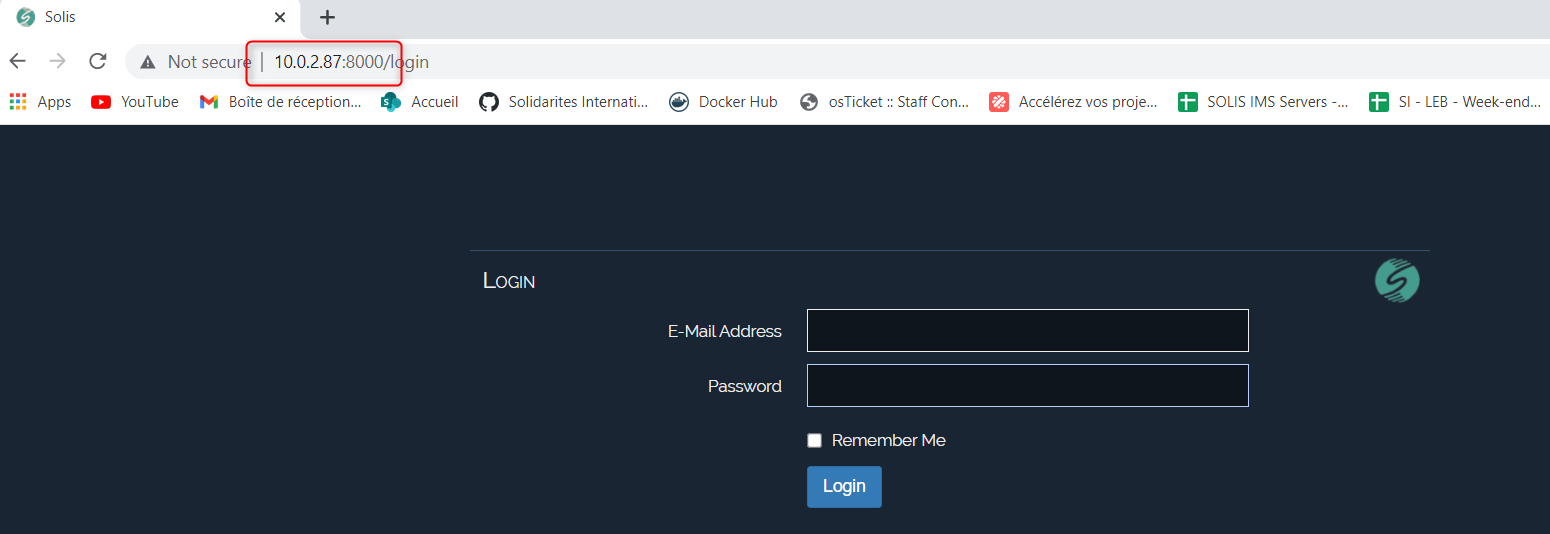 Solis
Not secure | 10.0.2.87:8000/login
Apps YouTube Boîte de réception... Accueil Solidarites Internati... Docker Hub osTicket :: Staff Con... Accélérez vos proje... SOLIS IMS Servers -... SI - LEB - Week-end...
Login
E-Mail Address
Password
Remember Me
Login